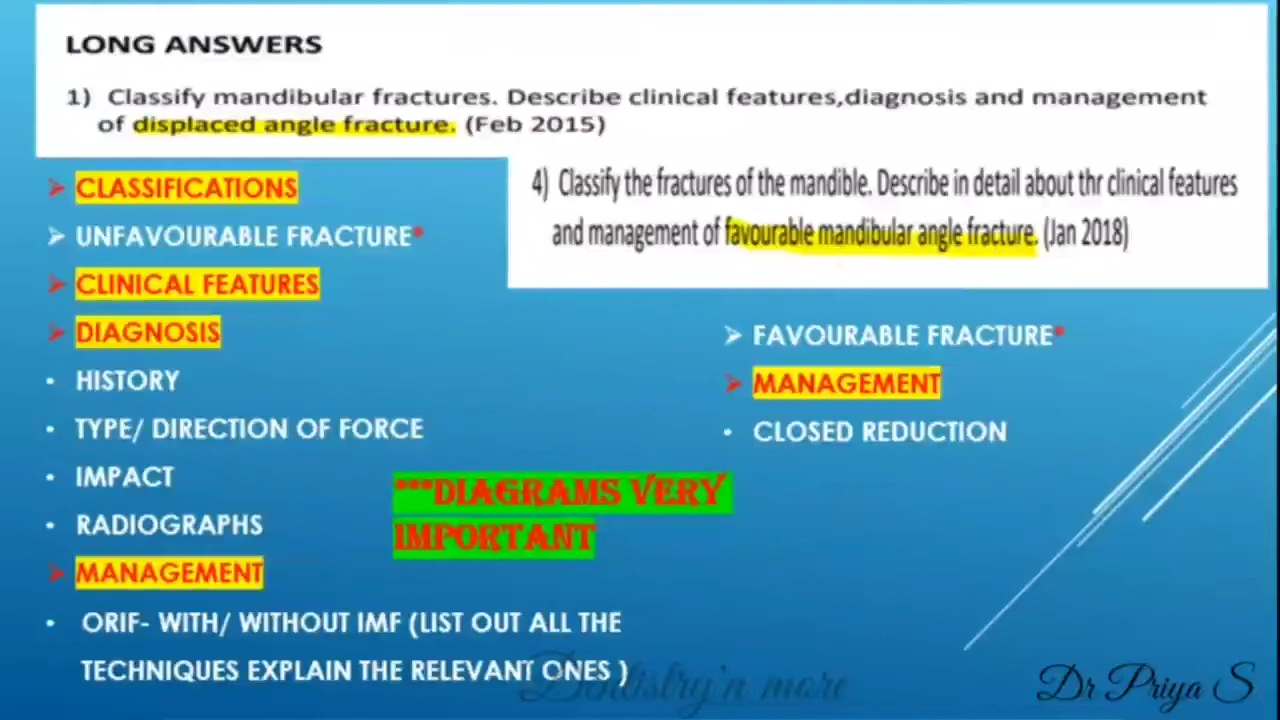 LONG ANSWERS
1) Classify mandibular fractures. Describe clinical features,diagnosis and management
of displaced angle fracture. (Feb 2015)
4) Classify the fractures of the mandible. Describe in detail about thr clinical features
and management of favourable mandibular angle fracture. (Jan 2018)
➢ CLASSIFICATIONS
➢ UNFAVOURABLE FRACTURE*
➢ CLINICAL FEATURES
➢ DIAGNOSIS
• HISTORY
• TYPE/ DIRECTION OF FORCE
• IMPACT
• RADIOGRAPHS
➢ MANAGEMENT
• ORIF- WITH/ WITHOUT IMF (LIST OUT ALL THE
TECHNIQUES EXPLAIN THE RELEVANT ONES )
➢ FAVOURABLE FRACTURE*
➢ MANAGEMENT
• CLOSED REDUCTION
***DIAGRAMS VERY
IMPORTANT
Dentistry'n more
Dr Priya S